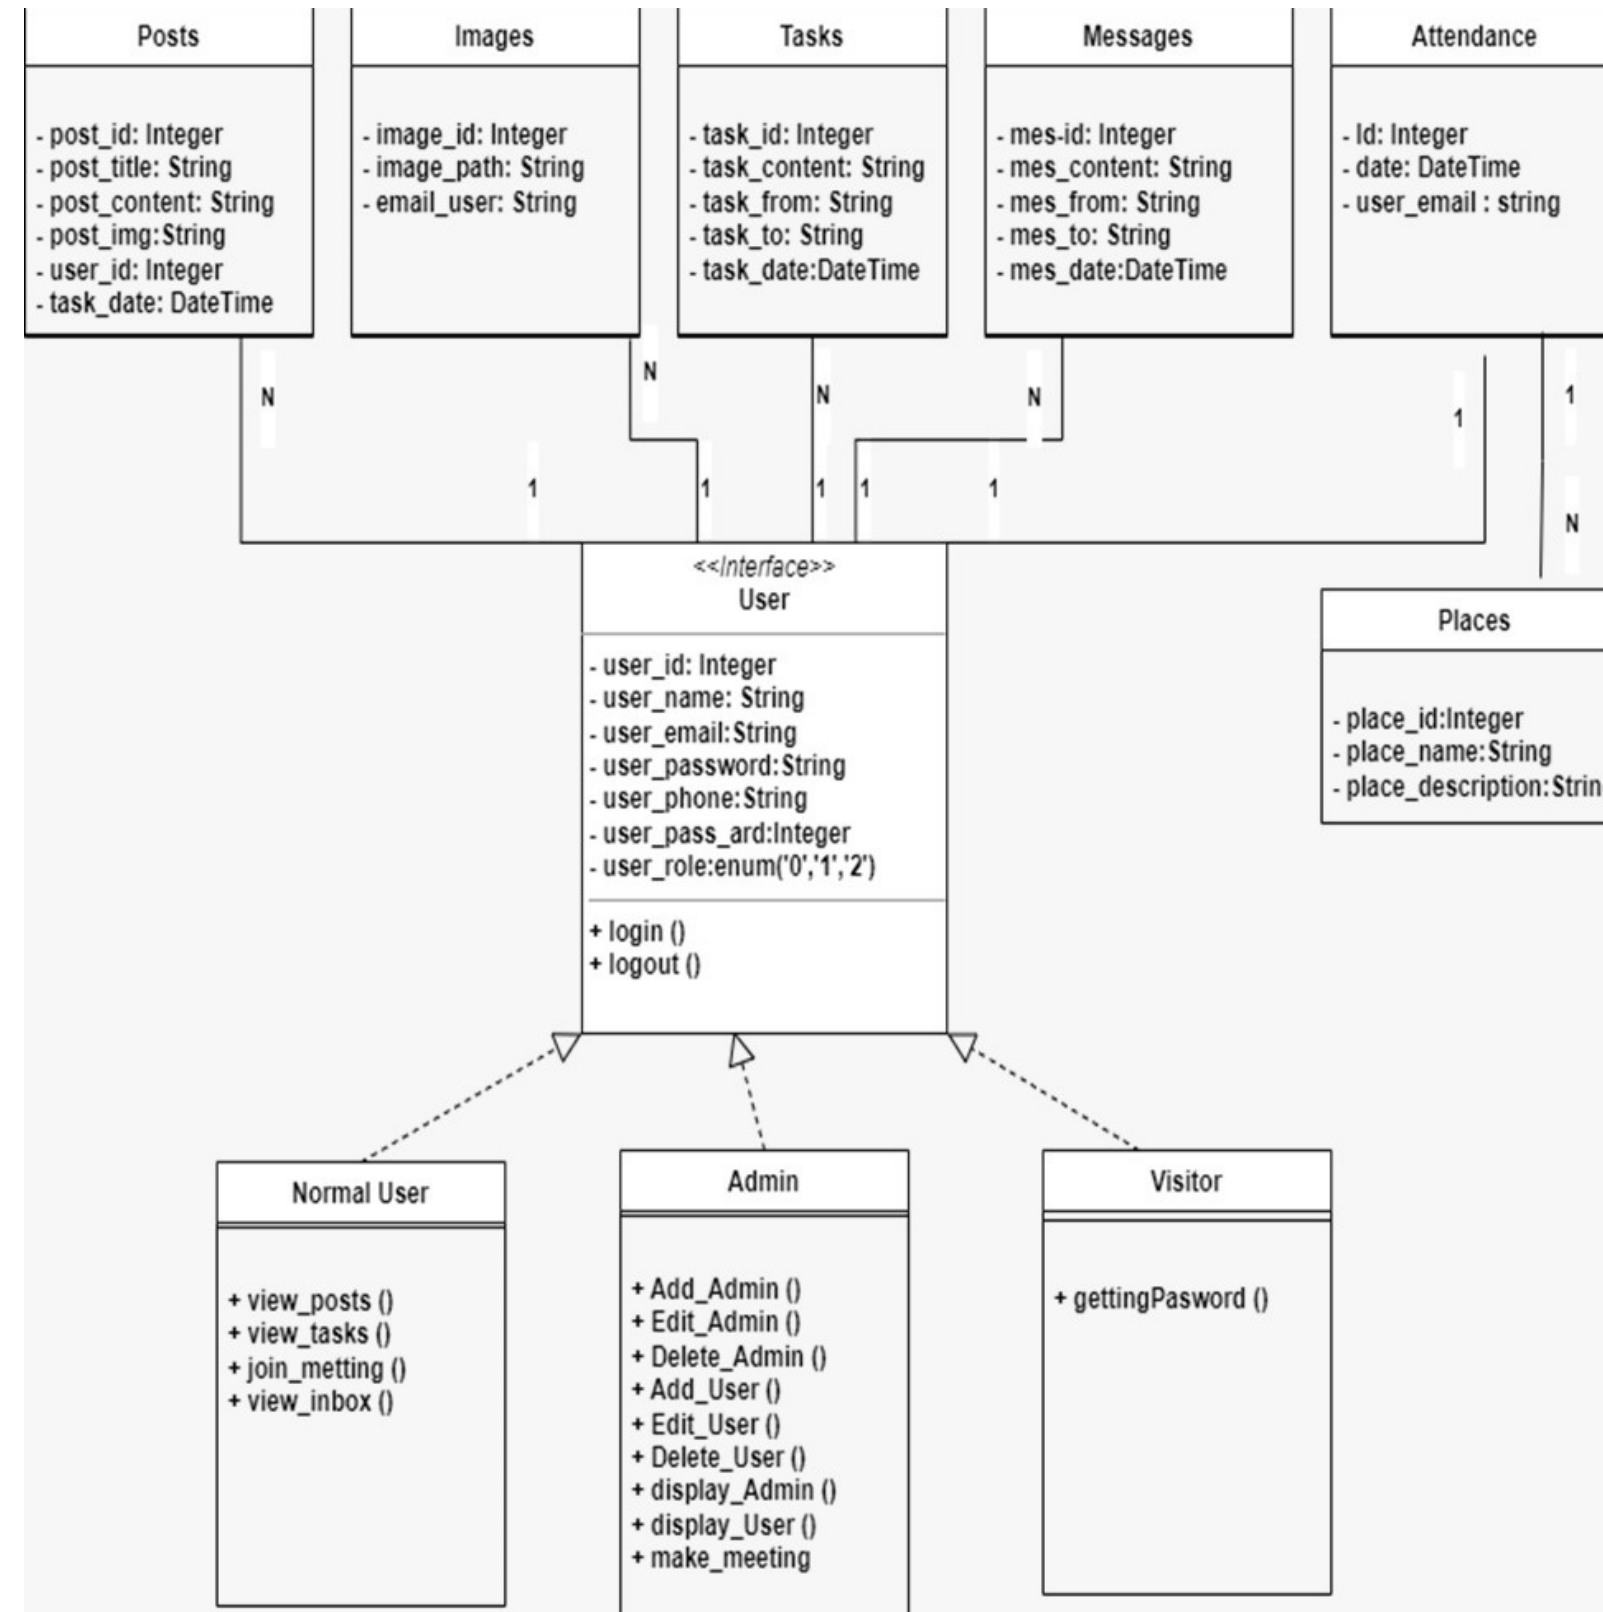 Posts
- post_id: Integer
- post_title: String
- post_content: String
- post_img:String
- user_id: Integer
- task_date: DateTime
Images
- image_id: Integer
- image_path: String
- email_user: String
Tasks
- task_id: Integer
- task_content: String
- task_from: String
- task_to: String
- task_date:DateTime
Messages
- mes-id: Integer
- mes_content: String
- mes_from: String
- mes_to: String
- mes_date:DateTime
Attendance
- Id: Integer
- date: DateTime
- user_email : string
N
N
N
N
1
1
1
1
1
1
1
N
<<Interface>>
User
- user_id: Integer
- user_name: String
- user_email:String
- user_password:String
- user_phone:String
- user_pass_ard:Integer
- user_role:enum('0','1','2')
+ login ()
+ logout ()
Places
- place_id:Integer
- place_name:String
- place_description:Strin
Normal User
+ view_posts ()
+ view_tasks ()
+ join_metting ()
+ view_inbox ()
Admin
+ Add_Admin ()
+ Edit_Admin ()
+ Delete_Admin ()
+ Add_User ()
+ Edit_User ()
+ Delete_User ()
+ display_Admin ()
+ display_User ()
+ make_meeting
Visitor
+ gettingPasword ()